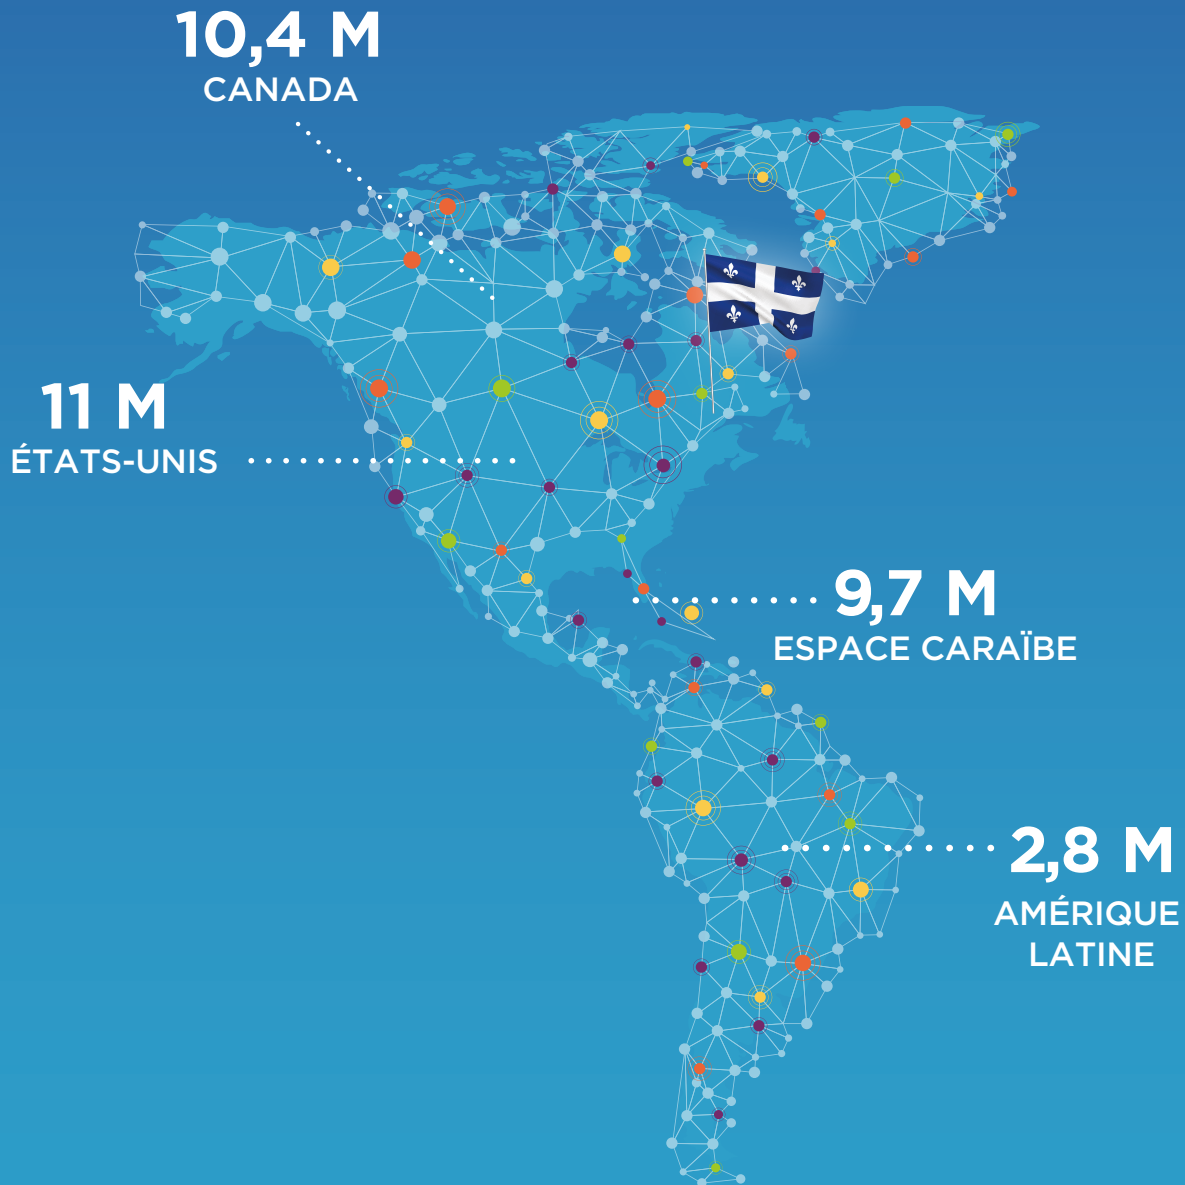 10,4 M
CANADA
11 M
ÉTATS-UNIS
9,7 M
ESPACE CARAÏBE
2,8 M
AMÉRIQUE
LATINE